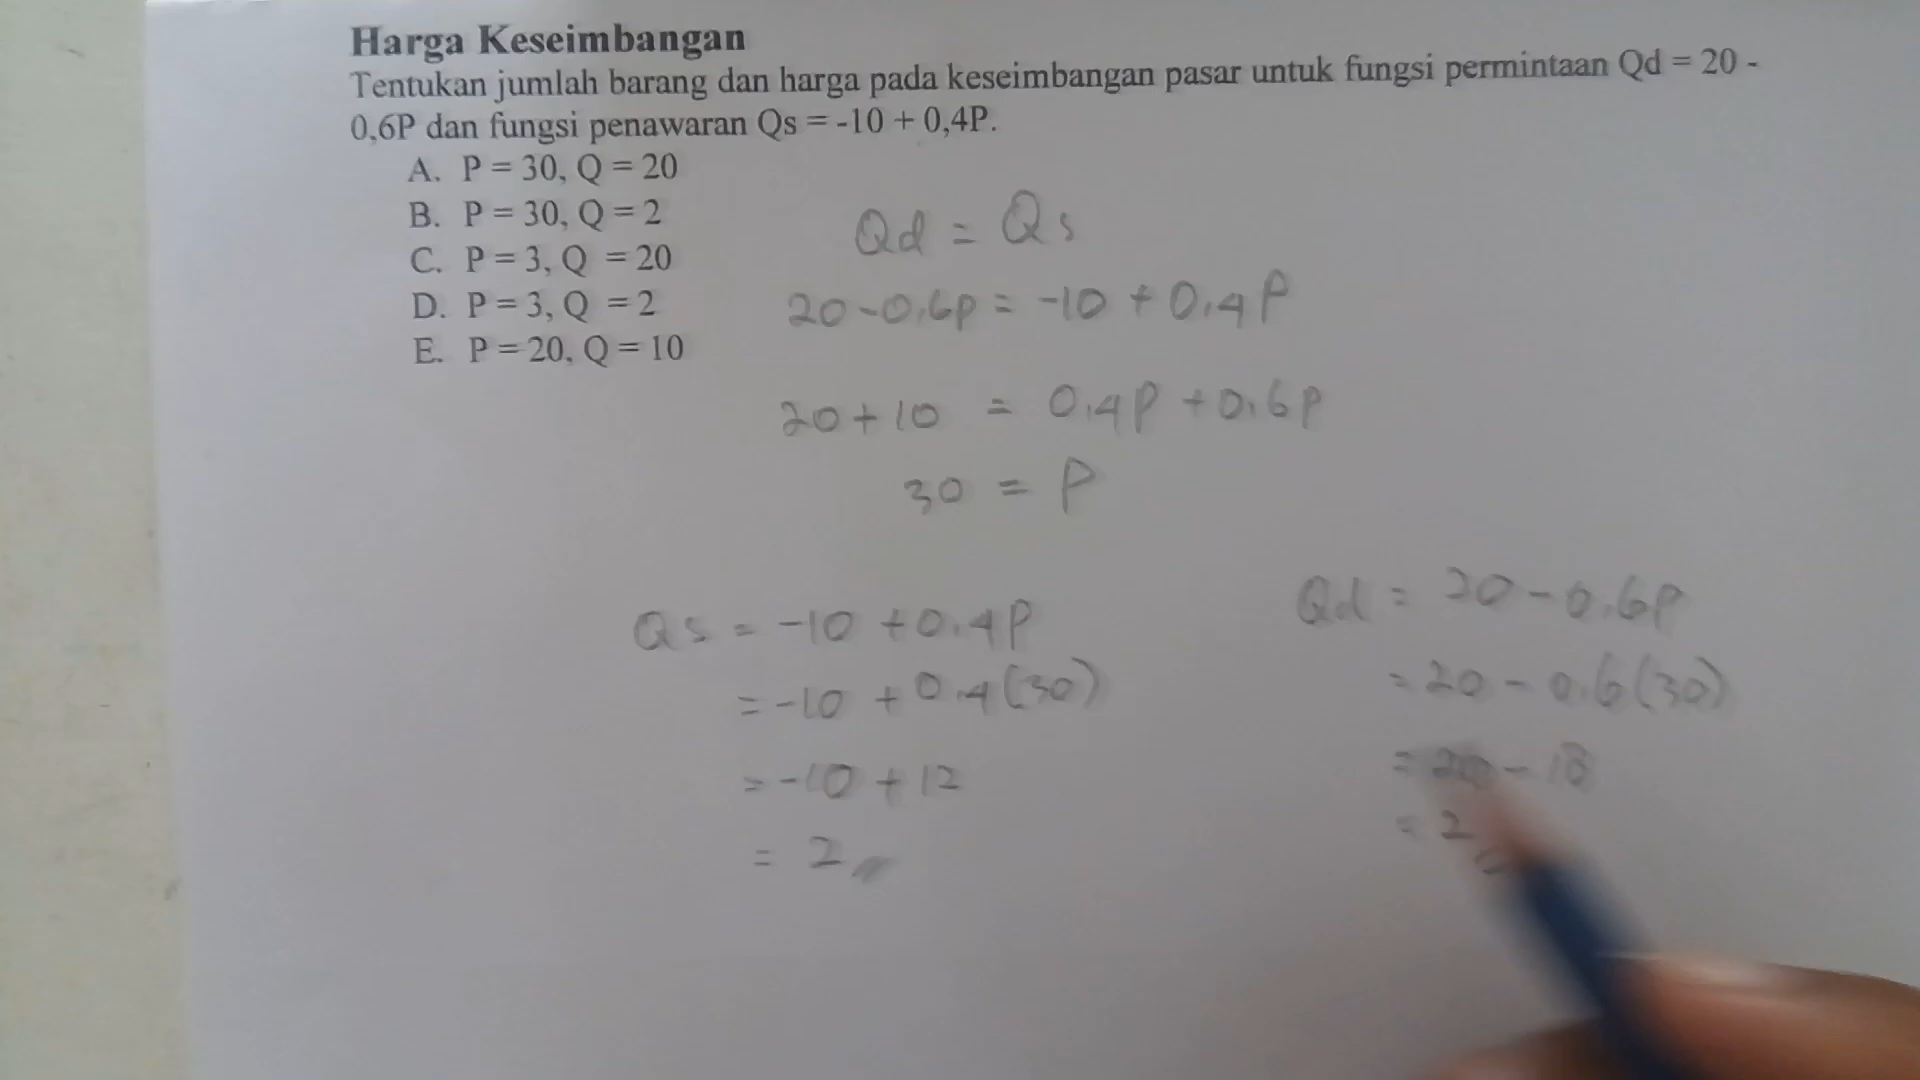 Harga Keseimbangan
Tentukan jumlah barang dan harga pada keseimbangan pasar untuk fungsi permintaan Qd = 20 -
0,6P dan fungsi penawaran Qs = -10 + 0,4P.
A. P = 30, Q = 20
B. P = 30, Q = 2
C. P = 3, Q = 20
D. P = 3, Q = 2
E. P = 20, Q = 10
Qd = Qs
20 - 0,6P = -10 + 0,4P
20 + 10 = 0,4P + 0,6P
30 = P
Qs = -10 + 0.4P
= -10 + 0.4(30)
= -10 + 12
= 2
Qd = 20 - 0.6P
= 20 - 0.6(30)
= 20 - 18
= 2